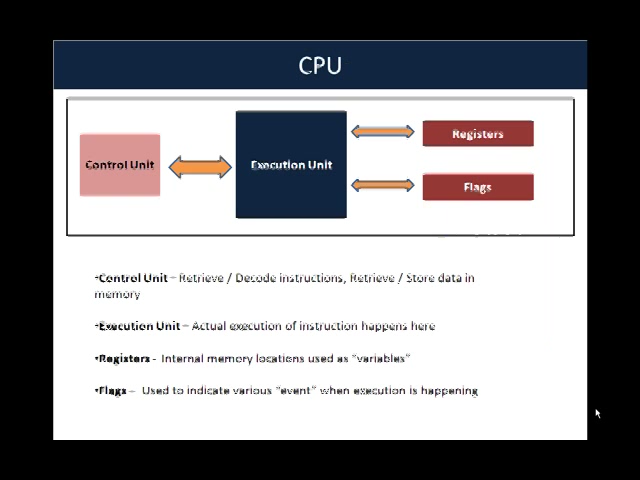 CPU
Control Unit
Execution Unit
Registers
Flags
•Control Unit – Retrieve / Decode instructions, Retrieve / Store data in
memory
•Execution Unit – Actual execution of instruction happens here
•Registers - Internal memory locations used as “variables”
•Flags – Used to indicate various “event” when execution is happening